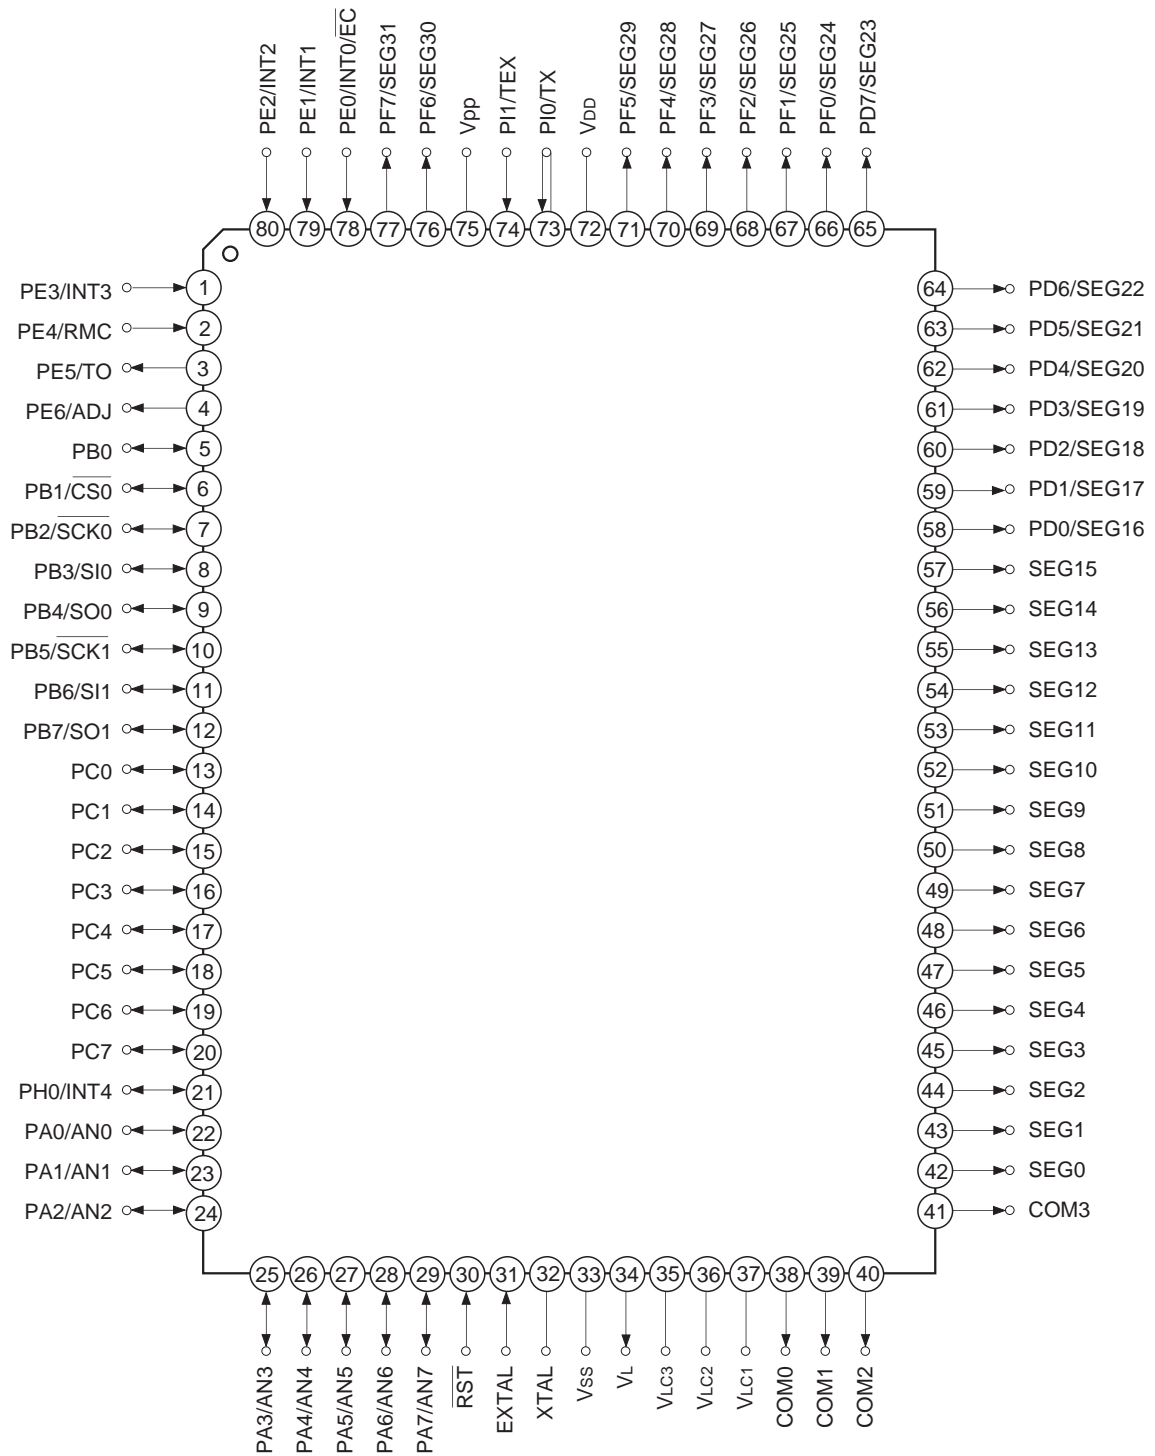 PE2/INT2
PE1/INT1
PE0/INT0/E̅C̅
PF7/SEG31
PF6/SEG30
Vpp
PI1/TEX
PI0/TX
VDD
PF5/SEG29
PF4/SEG28
PF3/SEG27
PF2/SEG26
PF1/SEG25
PF0/SEG24
PD7/SEG23
80 79 78 77 76 75 74 73 72 71 70 69 68 67 66 65
PE3/INT3 1
PE4/RMC 2
PE5/TO 3
PE6/ADJ 4
PB0 5
PB1/C̅S̅0̅ 6
PB2/S̅C̅K̅0̅ 7
PB3/SI0 8
PB4/SO0 9
PB5/S̅C̅K̅1̅ 10
PB6/SI1 11
PB7/SO1 12
PC0 13
PC1 14
PC2 15
PC3 16
PC4 17
PC5 18
PC6 19
PC7 20
PH0/INT4 21
PA0/AN0 22
PA1/AN1 23
PA2/AN2 24
64 PD6/SEG22
63 PD5/SEG21
62 PD4/SEG20
61 PD3/SEG19
60 PD2/SEG18
59 PD1/SEG17
58 PD0/SEG16
57 SEG15
56 SEG14
55 SEG13
54 SEG12
53 SEG11
52 SEG10
51 SEG9
50 SEG8
49 SEG7
48 SEG6
47 SEG5
46 SEG4
45 SEG3
44 SEG2
43 SEG1
42 SEG0
41 COM3
25 26 27 28 29 30 31 32 33 34 35 36 37 38 39 40
PA3/AN3
PA4/AN4
PA5/AN5
PA6/AN6
PA7/AN7
R̅S̅T̅
EXTAL
XTAL
VSS
VL
VLC3
VLC2
VLC1
COM0
COM1
COM2